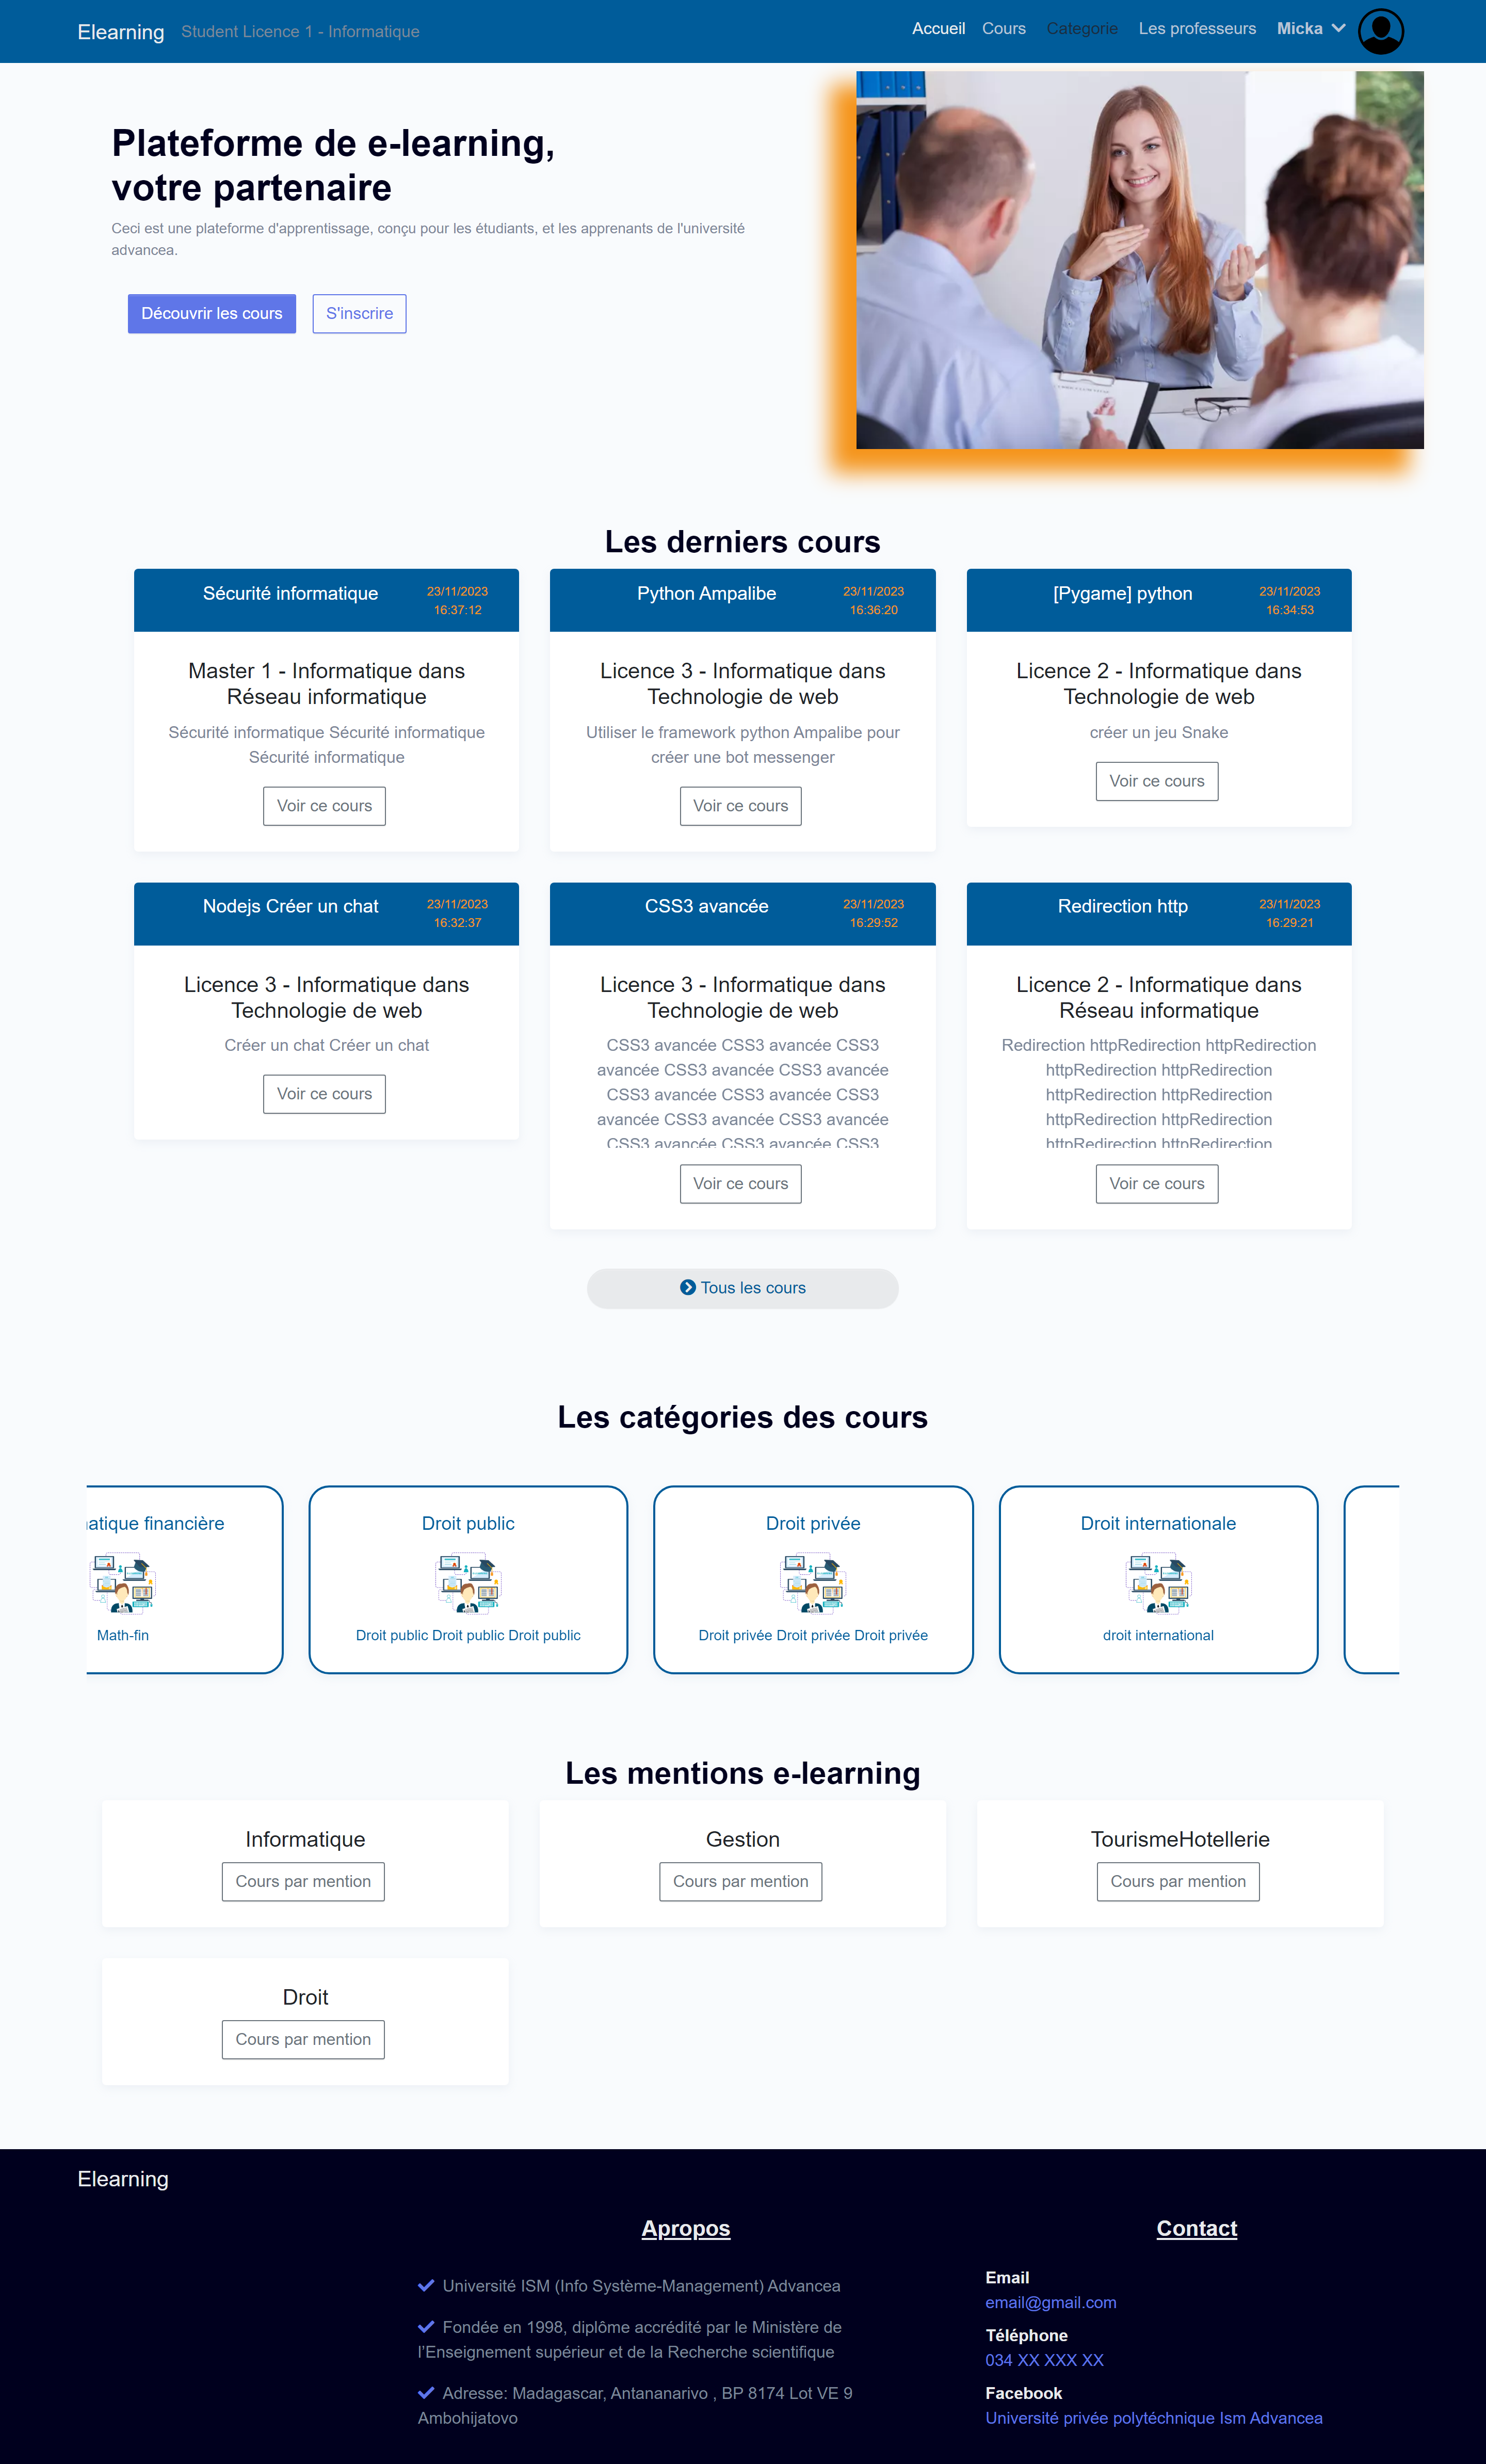 Elearning Student Licence 1 - Informatique Accueil Cours Categorie Les professeurs Micka
Plateforme de e-learning,
votre partenaire
Ceci est une plateforme d'apprentissage, conçu pour les étudiants, et les apprenants de l'université
advancea.
Découvrir les cours S'inscrire
Les derniers cours
Sécurité informatique 23/11/2023
16:37:12
Master 1 - Informatique dans
Réseau informatique
Sécurité informatique Sécurité informatique
Sécurité informatique
Voir ce cours
Python Ampalibe 23/11/2023
16:36:20
Licence 3 - Informatique dans
Technologie de web
Utiliser le framework python Ampalibe pour
créer une bot messenger
Voir ce cours
[Pygame] python 23/11/2023
16:34:53
Licence 2 - Informatique dans
Technologie de web
créer un jeu Snake
Voir ce cours
Nodejs Créer un chat 23/11/2023
16:32:37
Licence 3 - Informatique dans
Technologie de web
Créer un chat Créer un chat
Voir ce cours
CSS3 avancée 23/11/2023
16:29:52
Licence 3 - Informatique dans
Technologie de web
CSS3 avancée CSS3 avancée CSS3
avancée CSS3 avancée CSS3 avancée
CSS3 avancée CSS3 avancée CSS3
avancée CSS3 avancée CSS3 avancée
CSS3 avancée CSS3 avancée CSS3
Voir ce cours
Redirection http 23/11/2023
16:29:21
Licence 2 - Informatique dans
Réseau informatique
Redirection httpRedirection httpRedirection
httpRedirection httpRedirection
httpRedirection httpRedirection
httpRedirection httpRedirection
httpRedirection httpRedirection
Voir ce cours
Tous les cours
Les catégories des cours
atique financière
Math-fin
Droit public
Droit public Droit public Droit public
Droit privée
Droit privée Droit privée Droit privée
Droit internationale
droit international
Les mentions e-learning
Informatique
Cours par mention
Gestion
Cours par mention
TourismeHotellerie
Cours par mention
Droit
Cours par mention
Elearning
Apropos
Université ISM (Info Système-Management) Advancea
Fondée en 1998, diplôme accrédité par le Ministère de
l'Enseignement supérieur et de la Recherche scientifique
Adresse: Madagascar, Antananarivo , BP 8174 Lot VE 9
Ambohijatovo
Contact
Email
email@gmail.com
Téléphone
034 XX XXX XX
Facebook
Université privée polytéchnique Ism Advancea